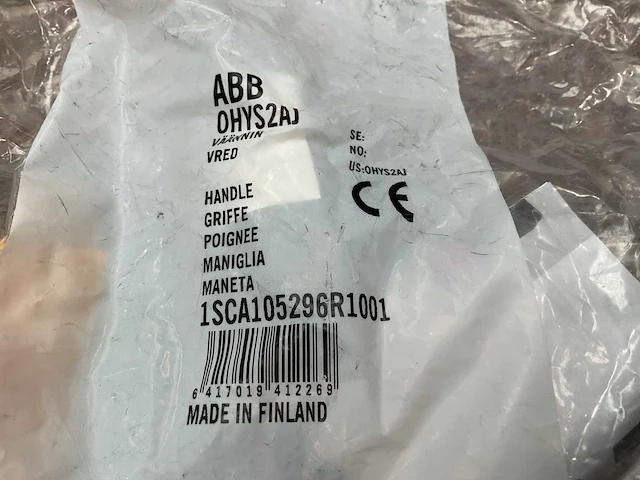 ABB
OHYS2AJ
VÄÄNNIN
VRED
SE:
NO:
US:OHYS2AJ
CE
HANDLE
GRIFFE
POIGNEE
MANIGLIA
MANETA
1SCA105296R1001
6 417019 412269
MADE IN FINLAND